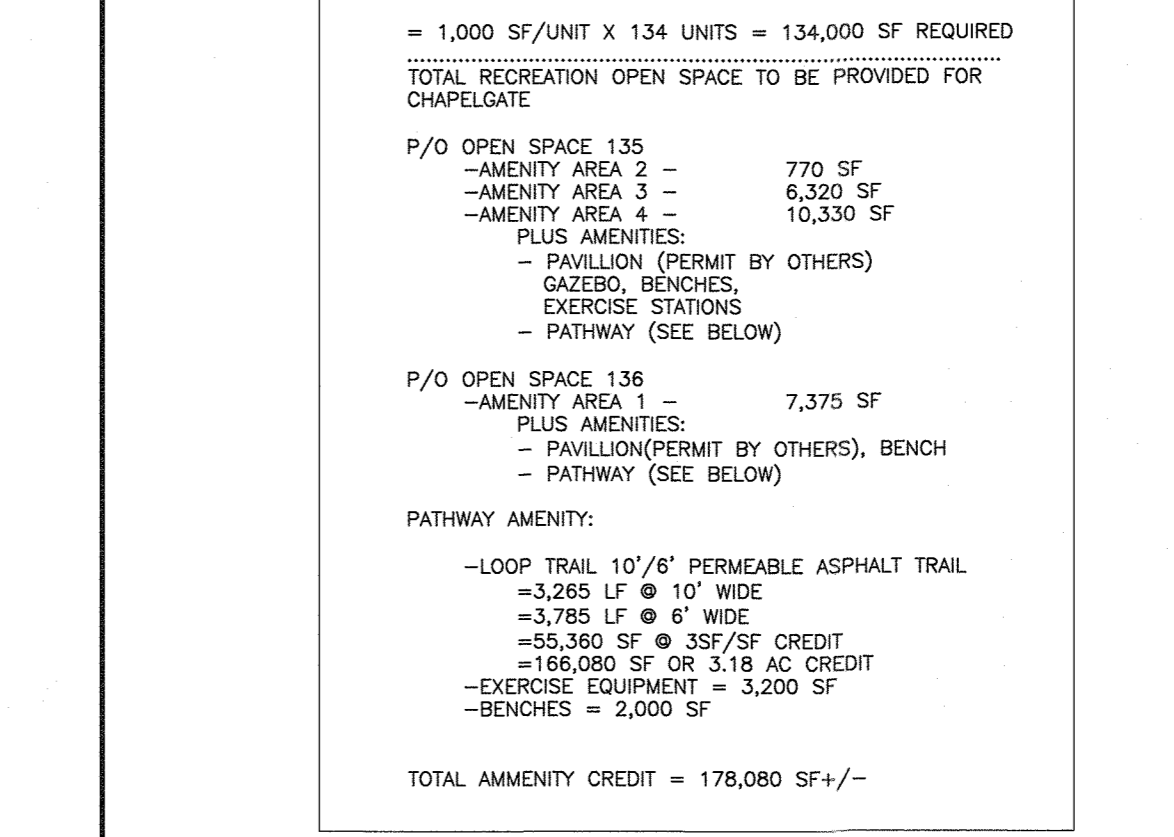 = 1,000 SF/UNIT X 134 UNITS = 134,000 SF REQUIRED
TOTAL RECREATION OPEN SPACE TO BE PROVIDED FOR
CHAPELGATE
P/O OPEN SPACE 135
-AMENITY AREA 2 - 770 SF
-AMENITY AREA 3 - 6,320 SF
-AMENITY AREA 4 - 10,330 SF
PLUS AMENITIES:
- PAVILLION (PERMIT BY OTHERS)
GAZEBO, BENCHES,
EXERCISE STATIONS
- PATHWAY (SEE BELOW)
P/O OPEN SPACE 136
-AMENITY AREA 1 - 7,375 SF
PLUS AMENITIES:
- PAVILLION(PERMIT BY OTHERS), BENCH
- PATHWAY (SEE BELOW)
PATHWAY AMENITY:
-LOOP TRAIL 10'/6' PERMEABLE ASPHALT TRAIL
=3,265 LF @ 10' WIDE
=3,785 LF @ 6' WIDE
=55,360 SF @ 3SF/SF CREDIT
=166,080 SF OR 3.18 AC CREDIT
-EXERCISE EQUIPMENT = 3,200 SF
-BENCHES = 2,000 SF
TOTAL AMMENITY CREDIT = 178,080 SF+/-